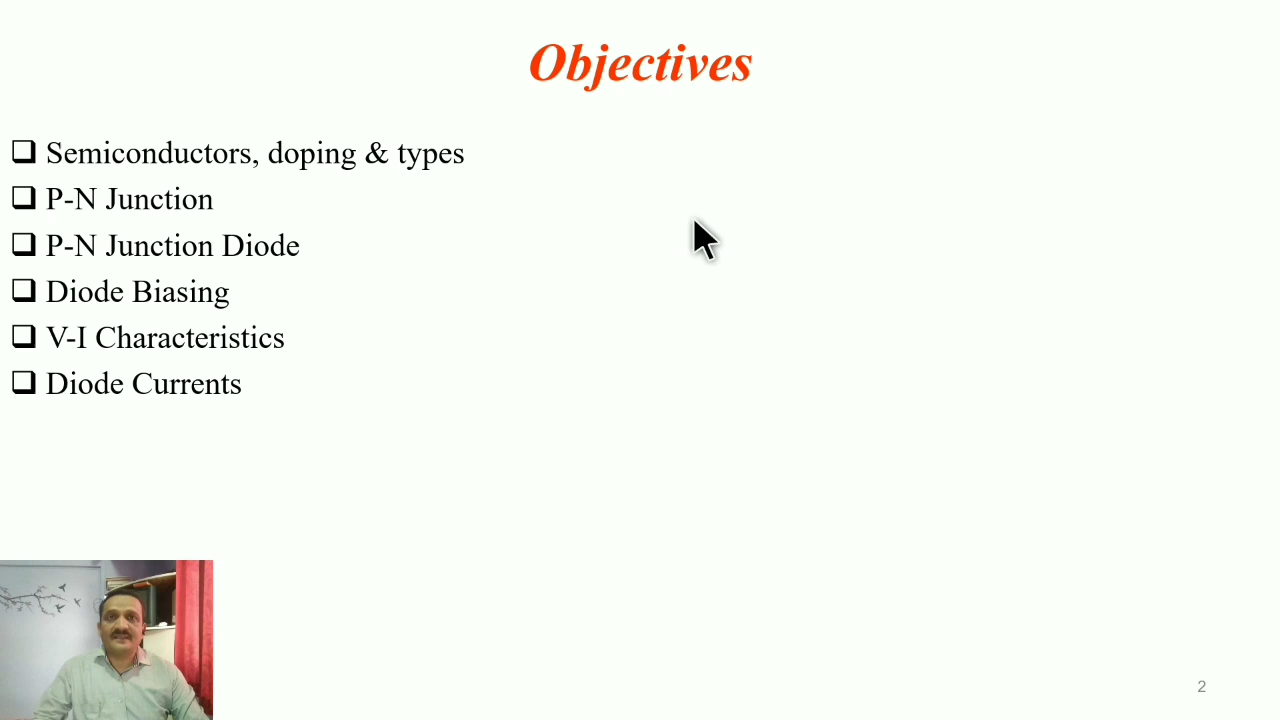 Objectives
❑ Semiconductors, doping & types
❑ P-N Junction
❑ P-N Junction Diode
❑ Diode Biasing
❑ V-I Characteristics
❑ Diode Currents
2